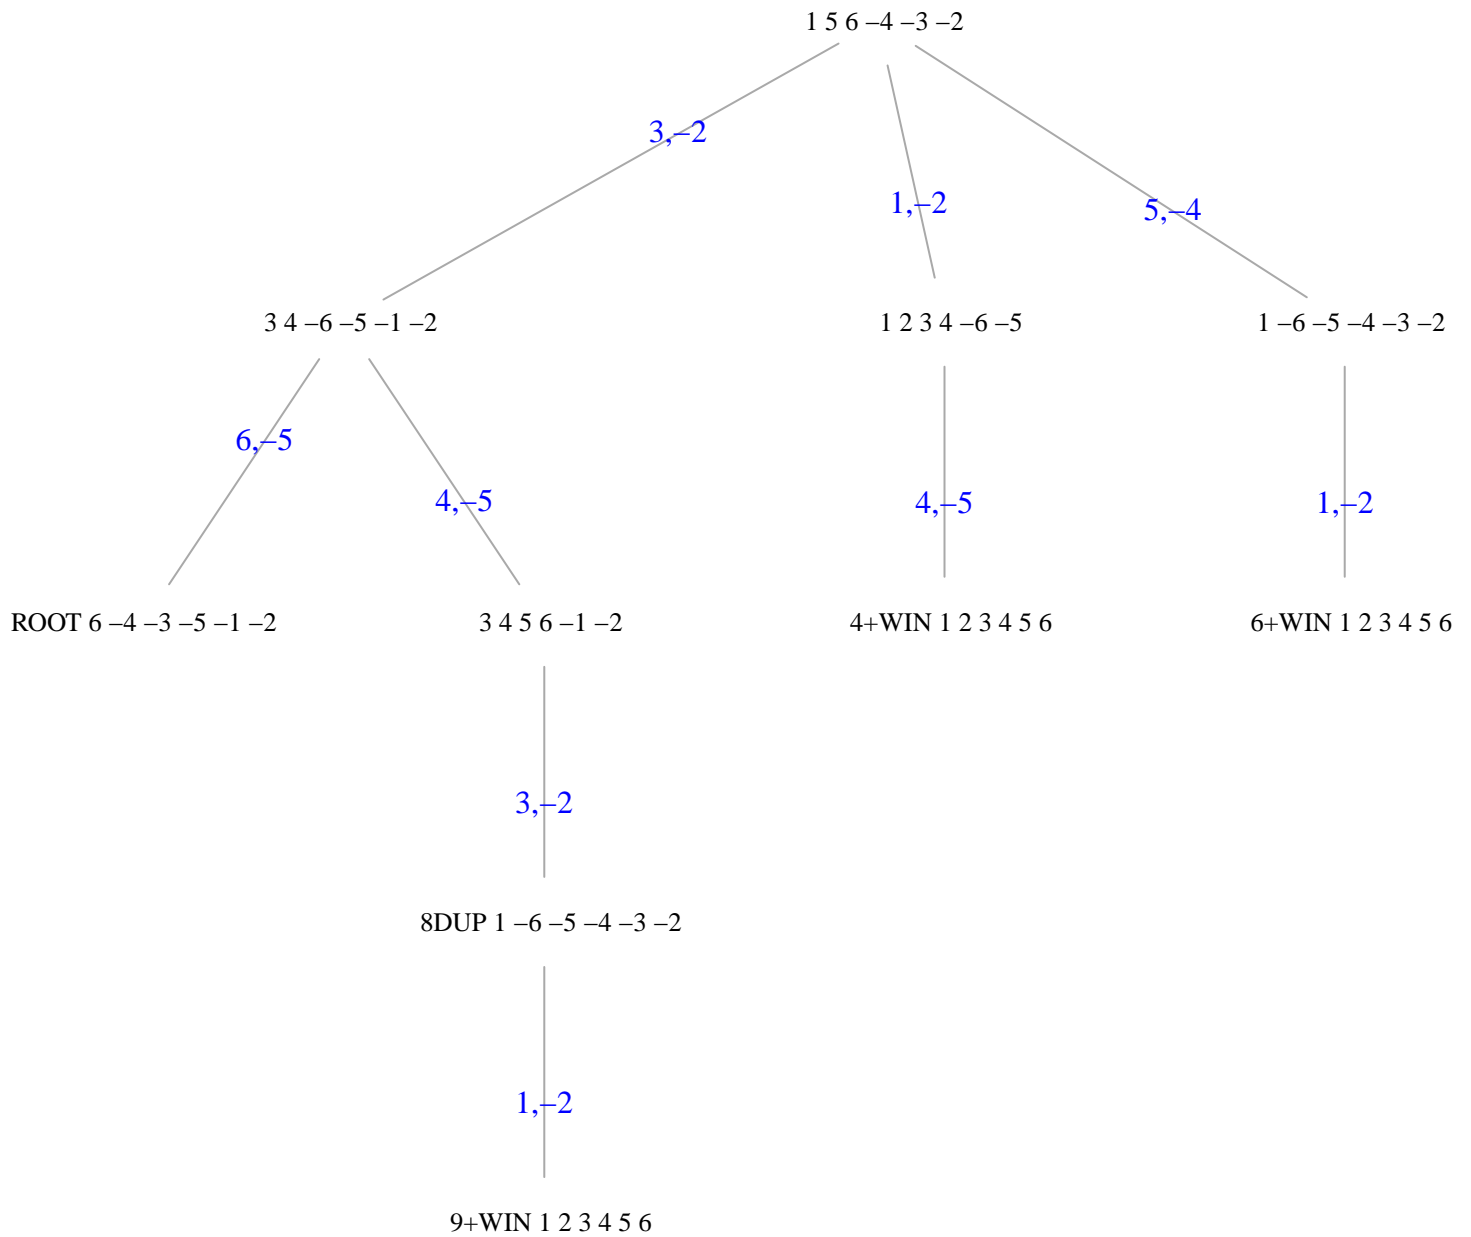 1 5 6 –4 –3 –2
3,–2
1,–2
5,–4
3 4 –6 –5 –1 –2
1 2 3 4 –6 –5
1 –6 –5 –4 –3 –2
6,–5
4,–5
4,–5
1,–2
ROOT 6 –4 –3 –5 –1 –2
3 4 5 6 –1 –2
4+WIN 1 2 3 4 5 6
6+WIN 1 2 3 4 5 6
3,–2
8DUP 1 –6 –5 –4 –3 –2
1,–2
9+WIN 1 2 3 4 5 6